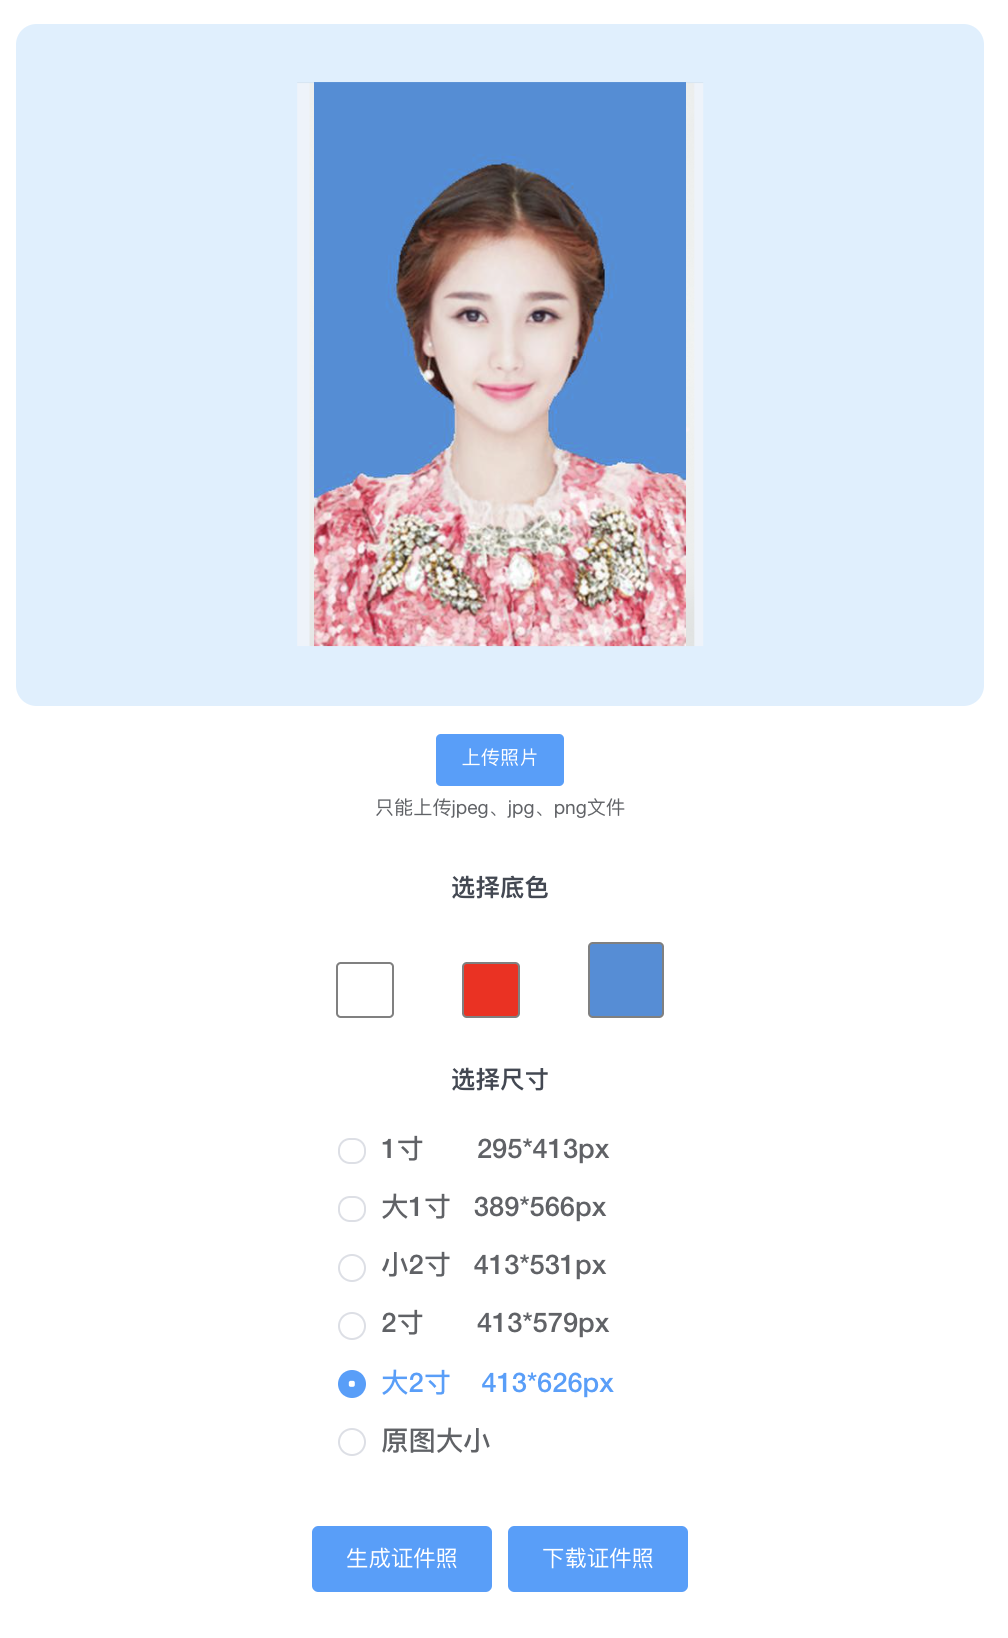 上传照片
只能上传jpeg、jpg、png文件
选择底色
选择尺寸
1寸 295*413px
大1寸 389*566px
小2寸 413*531px
2寸 413*579px
大2寸 413*626px
原图大小
生成证件照 下载证件照